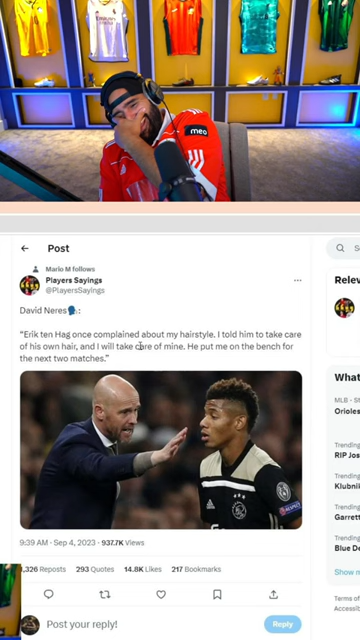 meo
Post
Mario M follows
Players Sayings
@PlayersSayings
David Neres🗣️:
"Erik ten Hag once complained about my hairstyle. I told him to take care
of his own hair, and I will take care of mine. He put me on the bench for
the next two matches."
9:39 AM · Sep 4, 2023 · 937.7K Views
1,326 Reposts 293 Quotes 14.8K Likes 217 Bookmarks
Post your reply!
Reply
Relev
What'
MLB · St
Orioles
Trending
RIP Jos
Trending
Klubnik
Trending
Garrett
Trending
Blue De
Show m
Terms of
Accessib